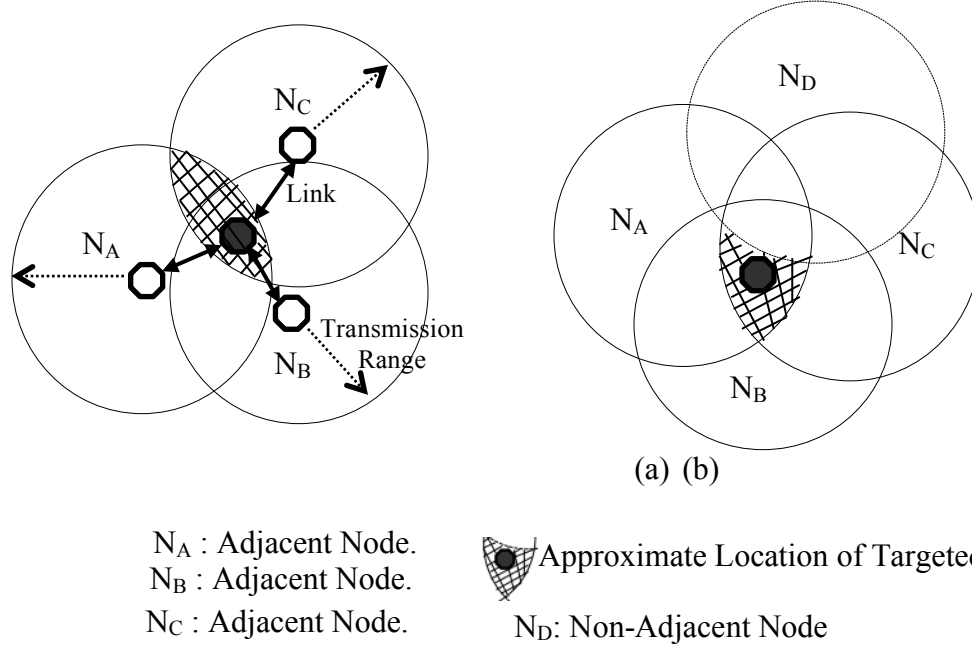 N_C
Link
N_A
Transmission
Range
N_B
N_D
N_A
N_C
N_B
(a) (b)
N_A : Adjacent Node.
N_B : Adjacent Node.
N_C : Adjacent Node.
Approximate Location of Targeted
N_D: Non-Adjacent Node